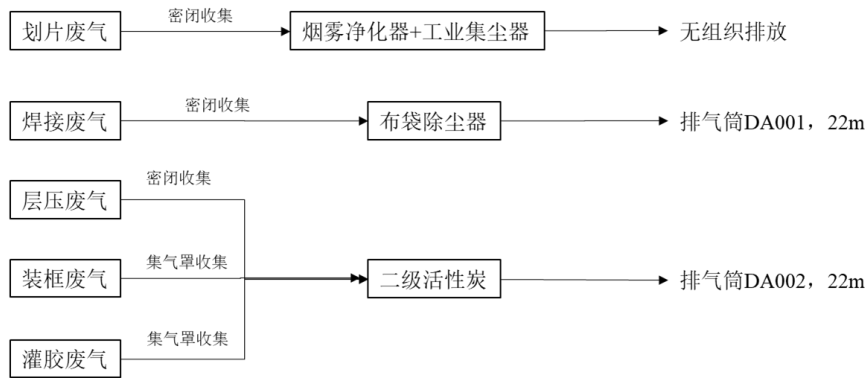 划片废气 密闭收集 烟雾净化器+工业集尘器 无组织排放
焊接废气 密闭收集 布袋除尘器 排气筒DA001，22m
层压废气 密闭收集
装框废气 集气罩收集 二级活性炭 排气筒DA002，22m
灌胶废气 集气罩收集